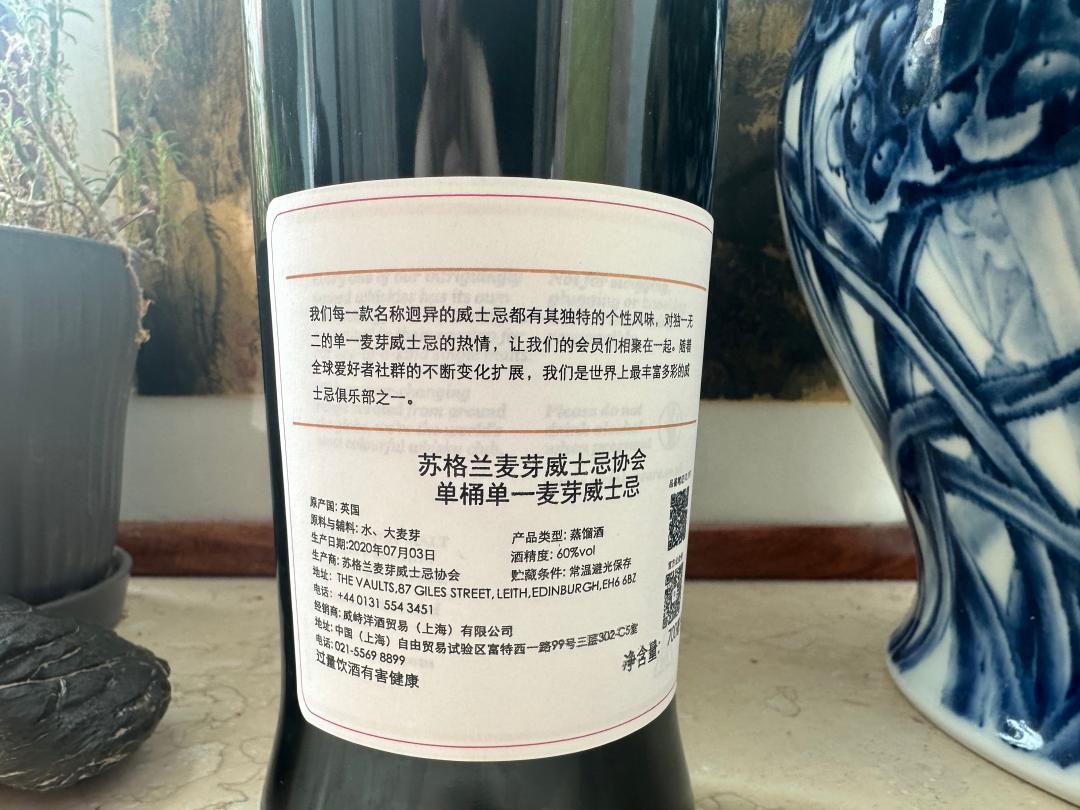 我们每一款名称迥异的威士忌都有其独特的个性风味，对独一无
二的单一麦芽威士忌的热情，让我们的会员们相聚在一起。随着
全球爱好者社群的不断变化扩展，我们是世界上最丰富多彩的威
士忌俱乐部之一。
苏格兰麦芽威士忌协会
单桶单一麦芽威士忌
原产国: 英国
原料与辅料: 水、大麦芽
产品类型: 蒸馏酒
生产日期:2020年07月03日
酒精度: 60%vol
生产商: 苏格兰麦芽威士忌协会
贮藏条件: 常温避光保存
地址: THE VAULTS,87 GILES STREET, LEITH,EDINBURGH,EH6 6BZ
电话: +44 0131 554 3451
经销商: 威峙洋酒贸易（上海）有限公司
地址: 中国（上海）自由贸易试验区富特西一路99号三层302-C5室
电话: 021-5569 8899
净含量:
过量饮酒有害健康